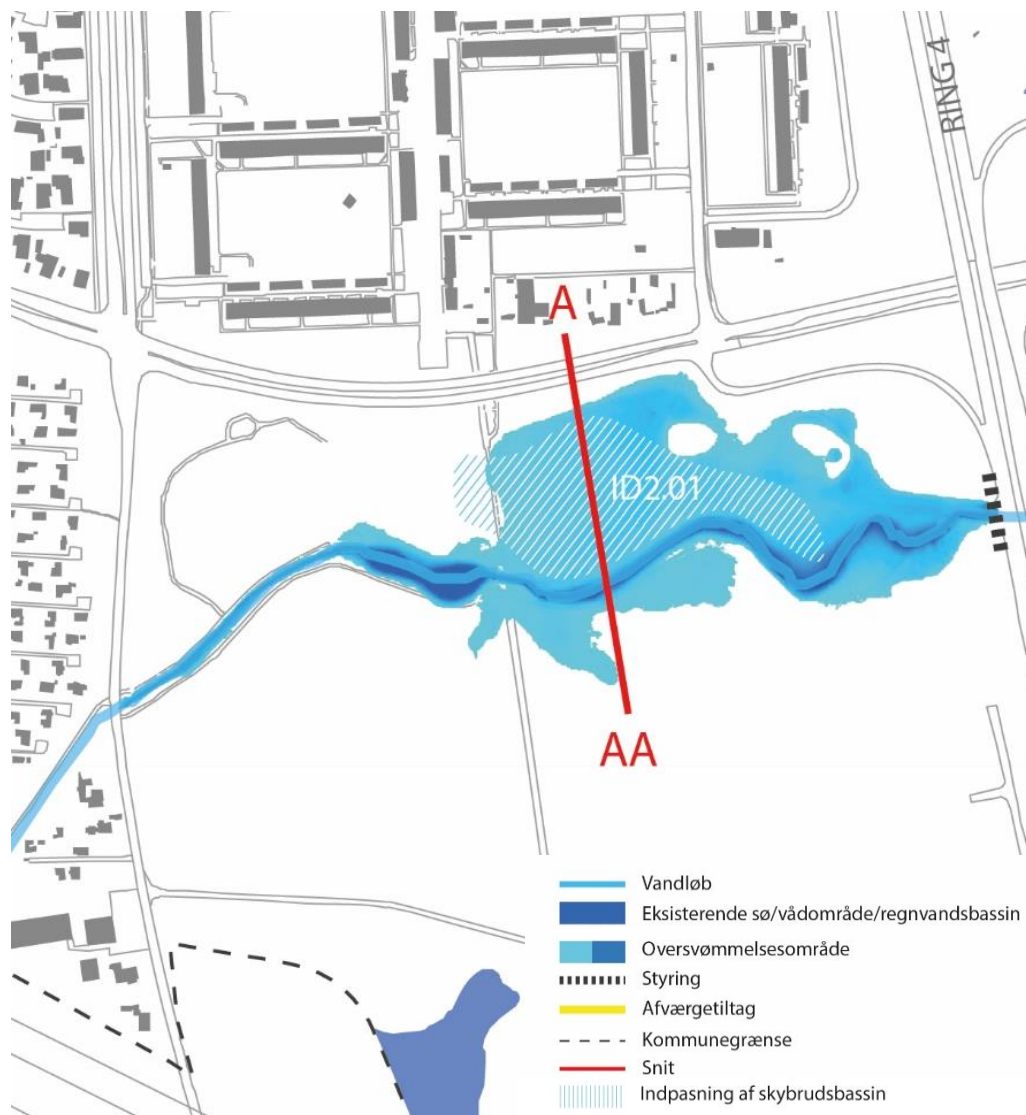 RING 4
A
ID2.01
AA
Vandløb
Eksisterende sø/vådområde/regnvandsbassin
Oversvømmelsesområde
Styring
Afværgetiltag
Kommunegrænse
Snit
Indpasning af skybrudsbassin